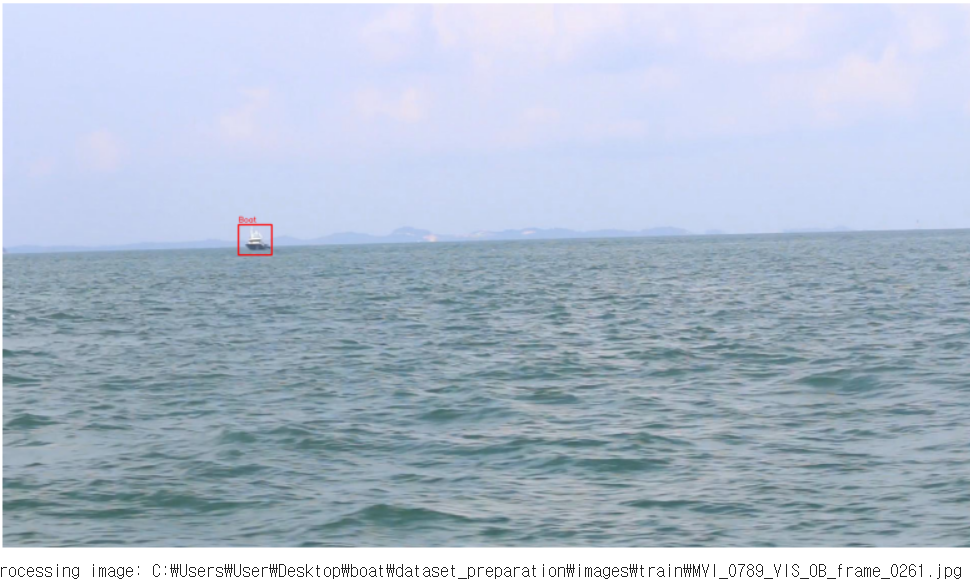 Boat
rocessing image: C:₩Users₩User₩Desktop₩boat₩dataset_preparation₩images₩train₩MVI_0789_VIS_OB_frame_0261.jpg